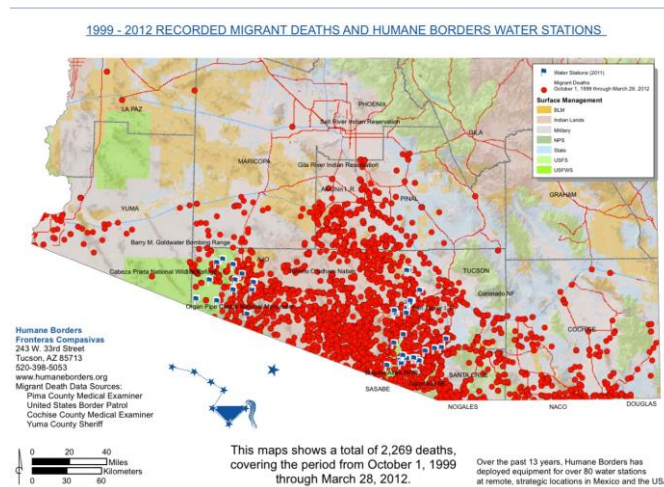 1999 - 2012 RECORDED MIGRANT DEATHS AND HUMANE BORDERS WATER STATIONS
Water Stations (2011)
Migrant Deaths
October 1, 1999 through March 28, 2012
Surface Management
BLM
Indian Lands
Military
NPS
State
USFS
USFWS
LA PAZ
PHOENIX
Salt River Indian Reservation
GILA
MARICOPA
Gila River Indian Reservation
PINAL
GRAHAM
YUMA
Barry M. Goldwater Bombing Range
Cabeza Prieta National Wildlife
TUCSON
Coronado NF
COCHISE
SANTA CRUZ
SASABE
NOGALES
NACO
DOUGLAS
Humane Borders
Fronteras Compasivas
243 W. 33rd Street
Tucson, AZ 85713
520-398-5053
www.humaneborders.org
Migrant Death Data Sources:
Pima County Medical Examiner
United States Border Patrol
Cochise County Medical Examiner
Yuma County Sheriff
0 20 40
Miles
Kilometers
0 30 60
This maps shows a total of 2,269 deaths,
covering the period from October 1, 1999
through March 28, 2012.
Over the past 13 years, Humane Borders has
deployed equipment for over 80 water stations
at remote, strategic locations in Mexico and the US